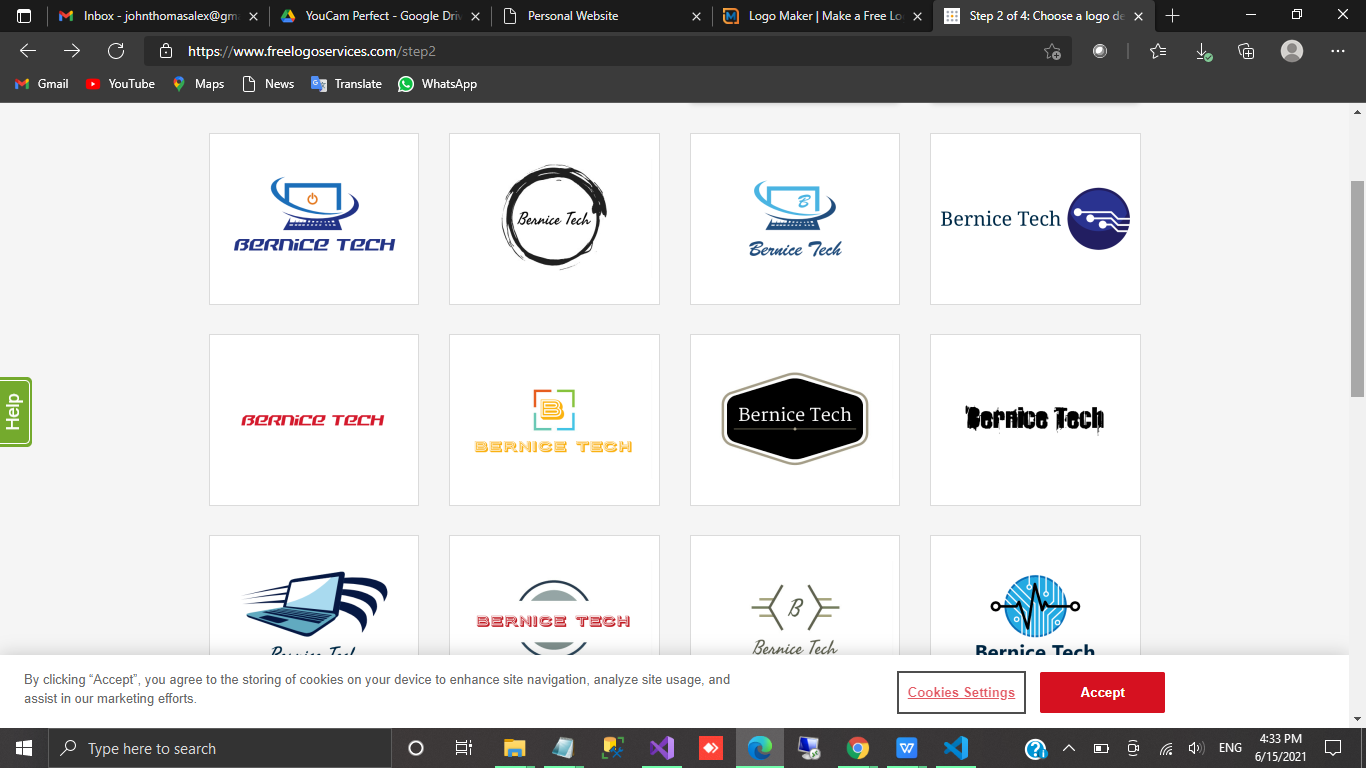 Inbox - johnthomasalex@gm
YouCam Perfect - Google Driv
Personal Website
Logo Maker | Make a Free Lo
Step 2 of 4: Choose a logo de
https://www.freelogoservices.com/step2
Gmail
YouTube
Maps
News
Translate
WhatsApp
BERNICE TECH
Bernice Tech
B
Bernice Tech
Bernice Tech
BERNICE TECH
B
BERNICE TECH
Bernice Tech
Bernice Tech
Help
Bernice Tech
BERNICE TECH
B
Bernice Tech
Bernice Tech
By clicking “Accept”, you agree to the storing of cookies on your device to enhance site navigation, analyze site usage, and
assist in our marketing efforts.
Cookies Settings
Accept
Type here to search
ENG
4:33 PM
6/15/2021